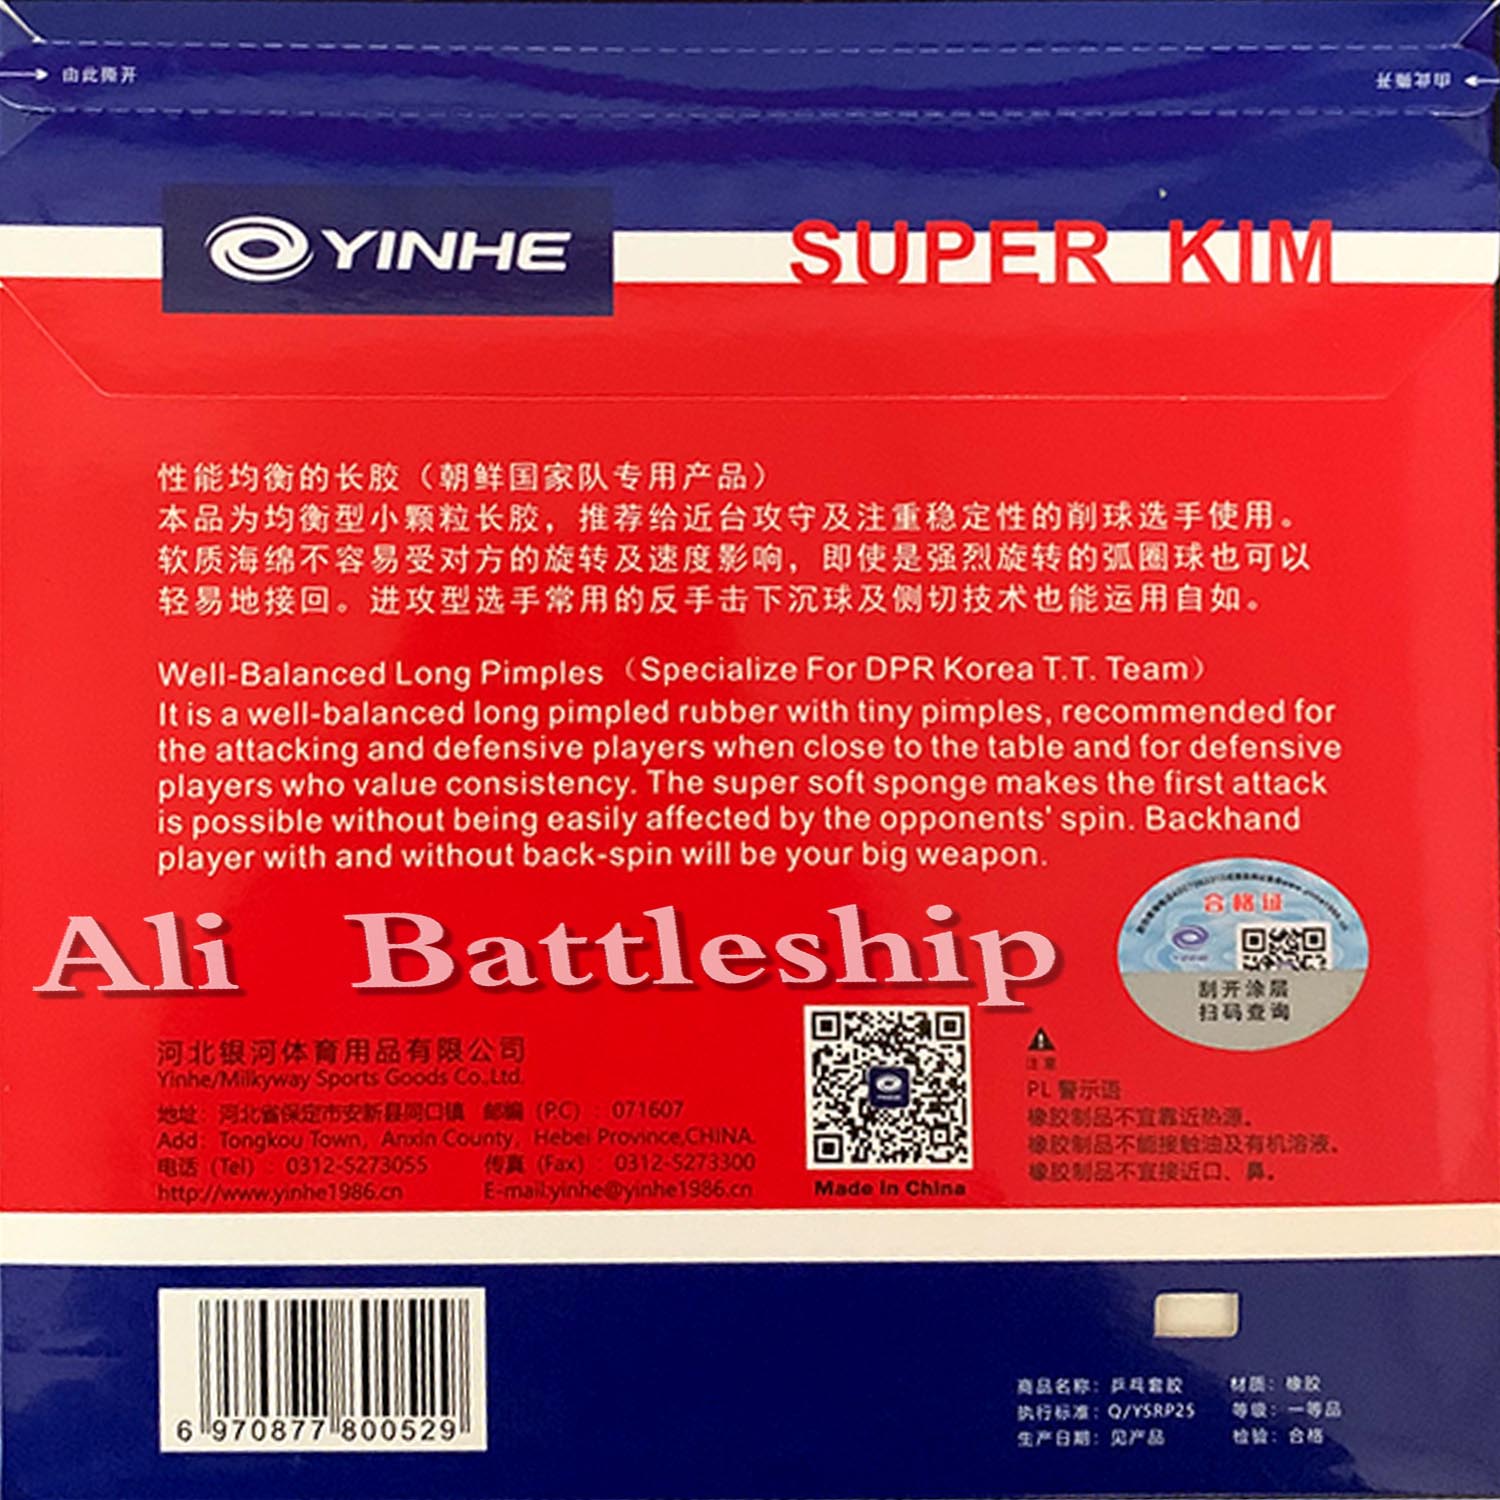 由此撕开
由此撕开
YINHE
SUPER KIM
性能均衡的长胶（朝鲜国家队专用产品）
本品为均衡型小颗粒长胶，推荐给近台攻守及注重稳定性的削球选手使用。
软质海绵不容易受对方的旋转及速度影响，即使是强烈旋转的弧圈球也可以
轻易地接回。进攻型选手常用的反手击下沉球及侧切技术也能运用自如。
Well-Balanced Long Pimples （Specialize For DPR Korea T.T. Team）
It is a well-balanced long pimpled rubber with tiny pimples, recommended for
the attacking and defensive players when close to the table and for defensive
players who value consistency. The super soft sponge makes the first attack
is possible without being easily affected by the opponents' spin. Backhand
player with and without back-spin will be your big weapon.
合格证
YINHE
刮开涂层
扫码查询
Ali Battleship
河北银河体育用品有限公司
Yinhe/Milkyway Sports Goods Co.,Ltd.
地址：河北省保定市安新县同口镇 邮编（PC）：071607
Add：Tongkou Town，Anxin County，Hebei Province,CHINA.
电话（Tel）：0312-5273055 传真（Fax）：0312-5273300
http://www.yinhe1986.cn E-mail:yinhe@yinhe1986.cn
Made In China
注意
PL 警示语
橡胶制品不宜靠近热源。
橡胶制品不能接触油及有机溶液。
橡胶制品不宜接近口、鼻。
6 970877 800529
商品名称：乒乓套胶 材质：橡胶
执行标准：Q/YSRP25 等级：一等品
生产日期：见产品 检验：合格